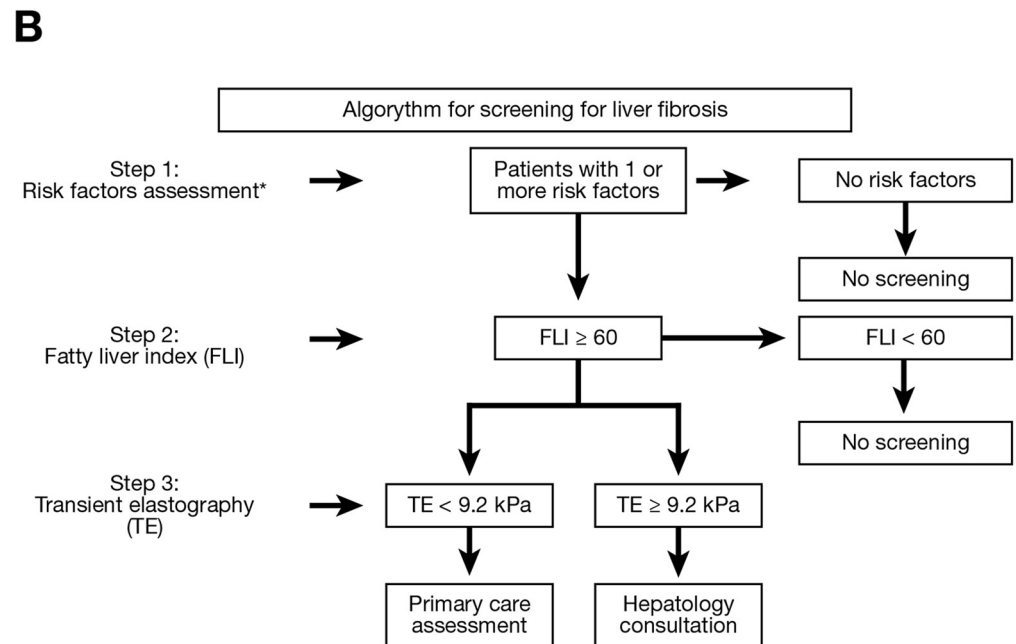 B
Algorythm for screening for liver fibrosis
Step 1:
Risk factors assessment*
Patients with 1 or
more risk factors
No risk factors
No screening
Step 2:
Fatty liver index (FLI)
FLI ≥ 60
FLI < 60
No screening
Step 3:
Transient elastography
(TE)
TE < 9.2 kPa
TE ≥ 9.2 kPa
Primary care
assessment
Hepatology
consultation